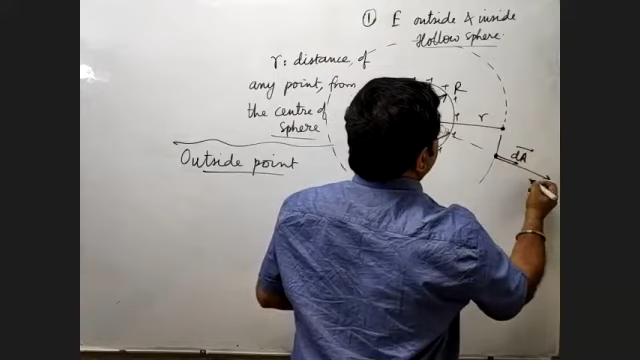 ① E outside & inside
Hollow sphere.
r : distance, of
any point, from
the centre of
sphere
Outside point
R
r
dA